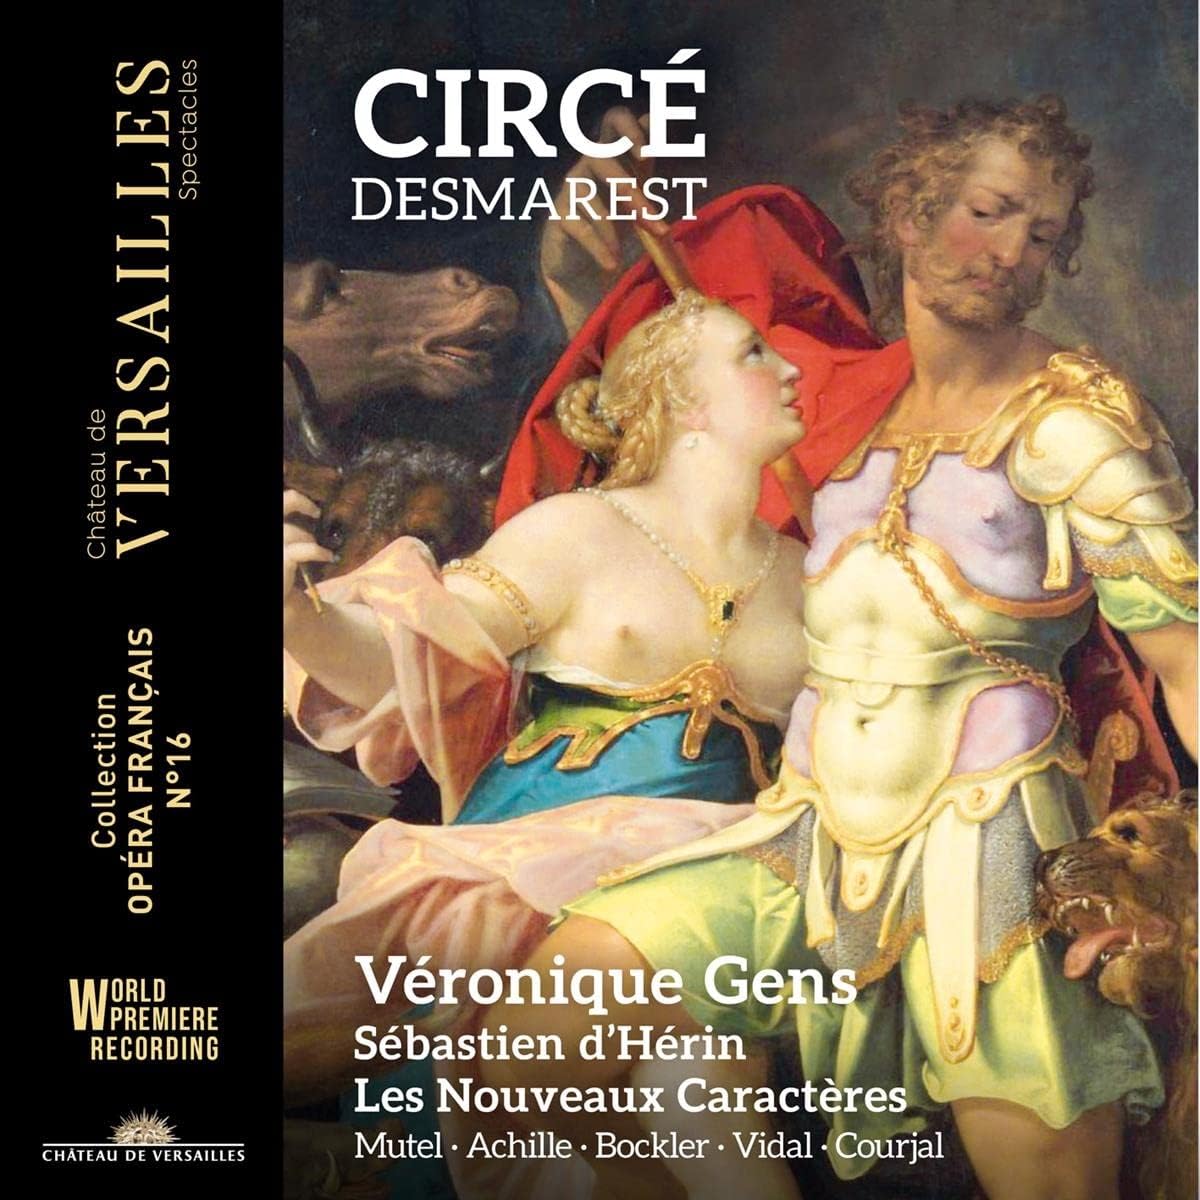 Château de
VERSAILLES
Spectacles
Collection
OPÉRA FRANÇAIS
N°16
WORLD
PREMIERE
RECORDING
CHÂTEAU DE VERSAILLES
CIRCÉ
DESMAREST
Véronique Gens
Sébastien d’Hérin
Les Nouveaux Caractères
Mutel · Achille · Bockler · Vidal · Courjal